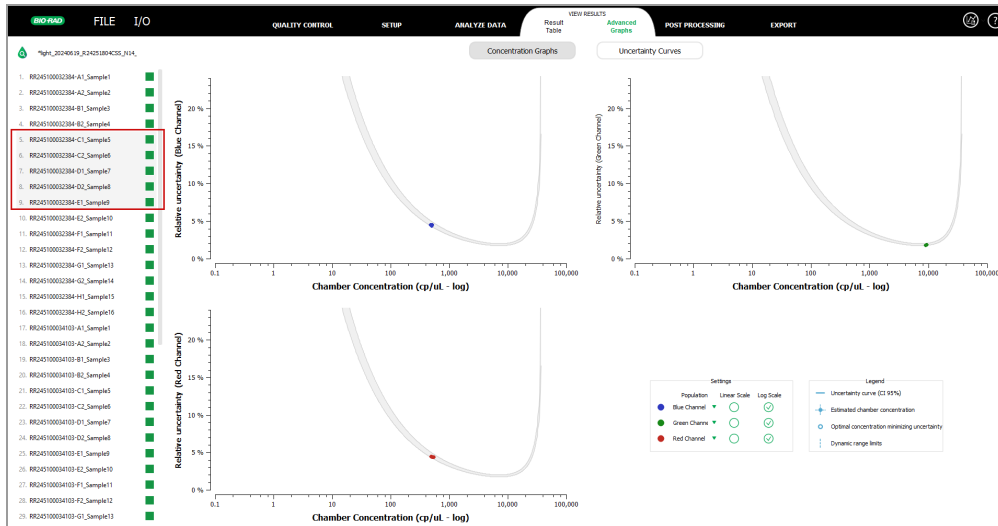 BIO-RAD FILE I/O QUALITY CONTROL SETUP ANALYZE DATA VIEW RESULTS Result Table Advanced Graphs POST PROCESSING EXPORT ?
*light_20240619_R24251804CSS_N14_ Concentration Graphs Uncertainty Curves
1. RR245100032384-A1_Sample1
2. RR245100032384-A2_Sample2
3. RR245100032384-B1_Sample3
4. RR245100032384-B2_Sample4
5. RR245100032384-C1_Sample5
6. RR245100032384-C2_Sample6
7. RR245100032384-D1_Sample7
8. RR245100032384-D2_Sample8
9. RR245100032384-E1_Sample9
10. RR245100032384-E2_Sample10
11. RR245100032384-F1_Sample11
12. RR245100032384-F2_Sample12
13. RR245100032384-G1_Sample13
14. RR245100032384-G2_Sample14
15. RR245100032384-H1_Sample15
16. RR245100032384-H2_Sample16
17. RR245100034103-A1_Sample1
18. RR245100034103-A2_Sample2
19. RR245100034103-B1_Sample3
20. RR245100034103-B2_Sample4
21. RR245100034103-C1_Sample5
22. RR245100034103-C2_Sample6
23. RR245100034103-D1_Sample7
24. RR245100034103-D2_Sample8
25. RR245100034103-E1_Sample9
26. RR245100034103-E2_Sample10
27. RR245100034103-F1_Sample11
28. RR245100034103-F2_Sample12
29. RR245100034103-G1_Sample13
Relative uncertainty (Blue Channel)
20 %
15 %
10 %
5 %
0 %
0.1 1 10 100 1,000 10,000 100,000
Chamber Concentration (cp/uL - log)
Relative uncertainty (Green Channel)
20 %
15 %
10 %
5 %
0 %
0.1 1 10 100 1,000 10,000 100,000
Chamber Concentration (cp/uL - log)
Relative uncertainty (Red Channel)
20 %
15 %
10 %
5 %
0 %
0.1 1 10 100 1,000 10,000 100,000
Chamber Concentration (cp/uL - log)
Settings
Population Linear Scale Log Scale
Blue Channel
Green Channe
Red Channel
Legend
Uncertainty curve (CI 95%)
Estimated chamber concentration
Optimal concentration minimizing uncertainty
Dynamic range limits